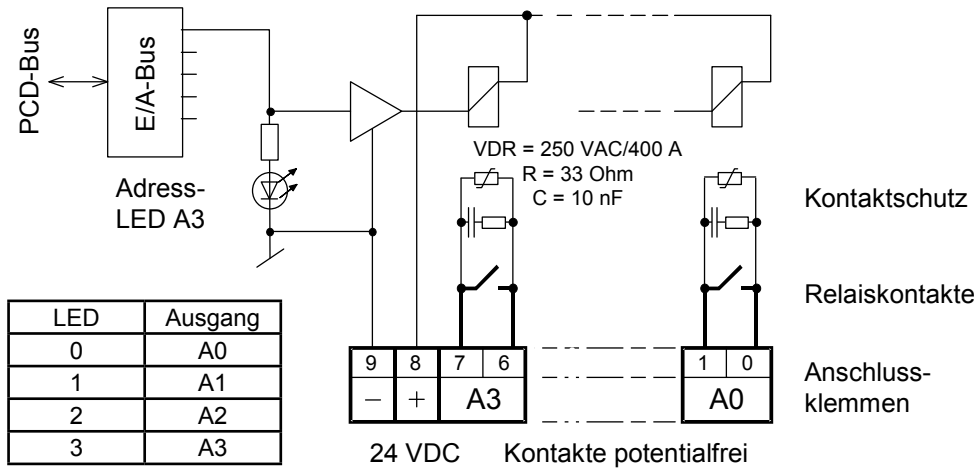 PCD-Bus
E/A-Bus
Adress-
LED A3
VDR = 250 VAC/400 A
R = 33 Ohm
C = 10 nF
Kontaktschutz
Relaiskontakte
Anschluss-
klemmen
LED Ausgang
0 A0
1 A1
2 A2
3 A3
9 8 7 6
– + A3
1 0
A0
24 VDC Kontakte potentialfrei